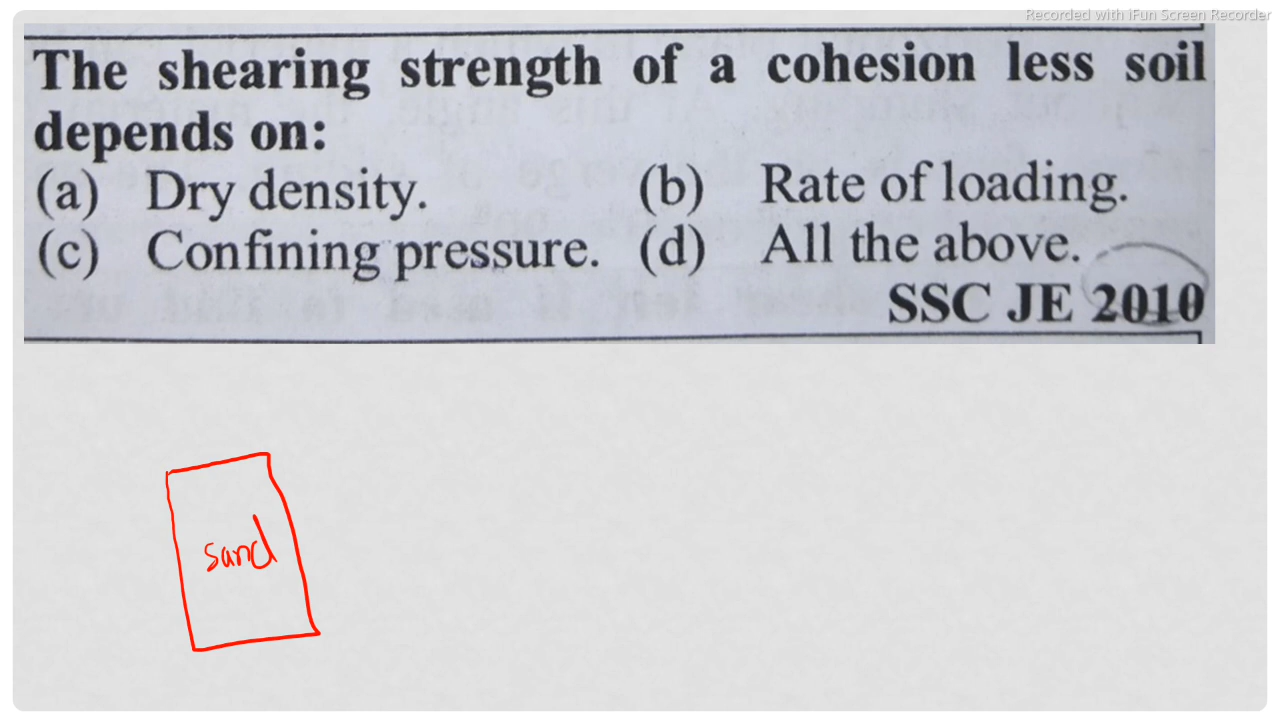 Recorded with iFun Screen Recorder
The shearing strength of a cohesion less soil
depends on:
(a) Dry density. (b) Rate of loading.
(c) Confining pressure. (d) All the above.
SSC JE 2010
sand